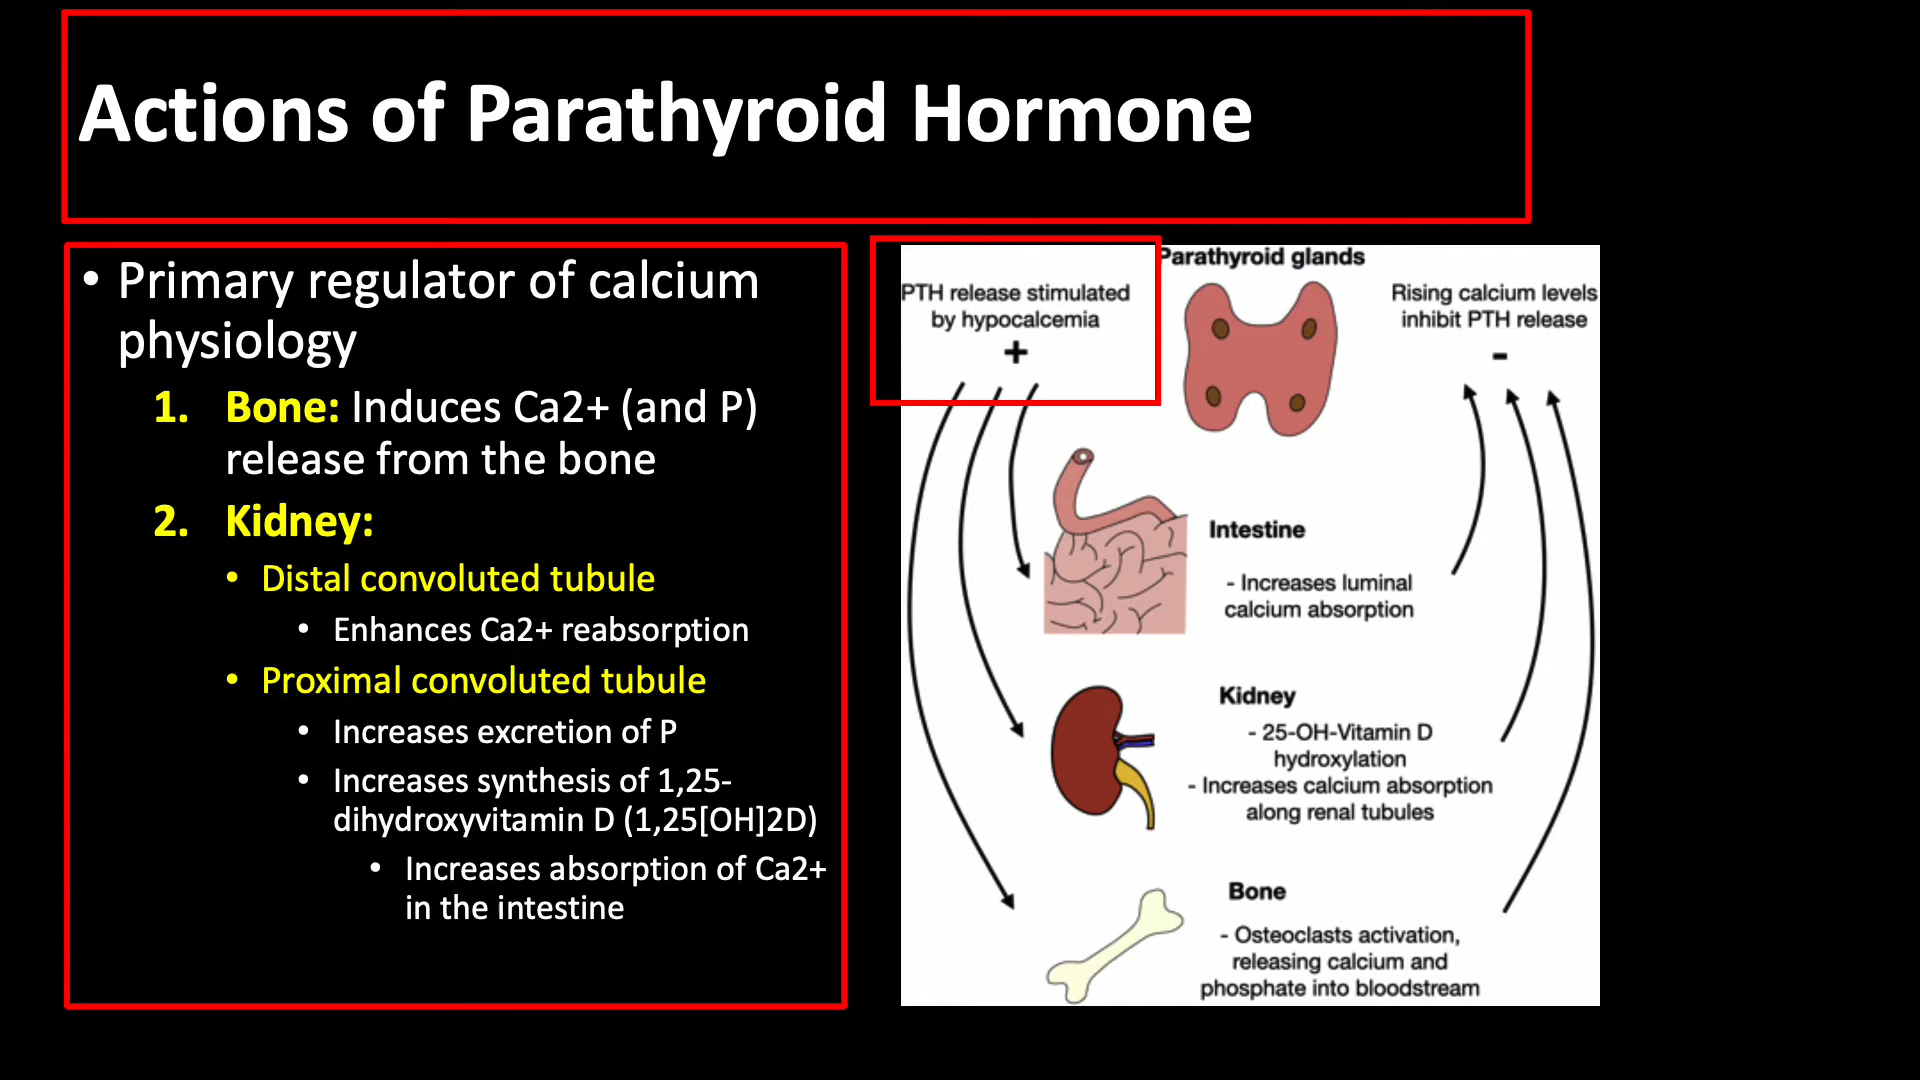 Actions of Parathyroid Hormone
• Primary regulator of calcium
physiology
1. Bone: Induces Ca2+ (and P)
release from the bone
2. Kidney:
• Distal convoluted tubule
• Enhances Ca2+ reabsorption
• Proximal convoluted tubule
• Increases excretion of P
• Increases synthesis of 1,25-
dihydroxyvitamin D (1,25[OH]2D)
• Increases absorption of Ca2+
in the intestine
Parathyroid glands
PTH release stimulated
by hypocalcemia
+
Rising calcium levels
inhibit PTH release
-
Intestine
- Increases luminal
calcium absorption
Kidney
- 25-OH-Vitamin D
hydroxylation
- Increases calcium absorption
along renal tubules
Bone
- Osteoclasts activation,
releasing calcium and
phosphate into bloodstream